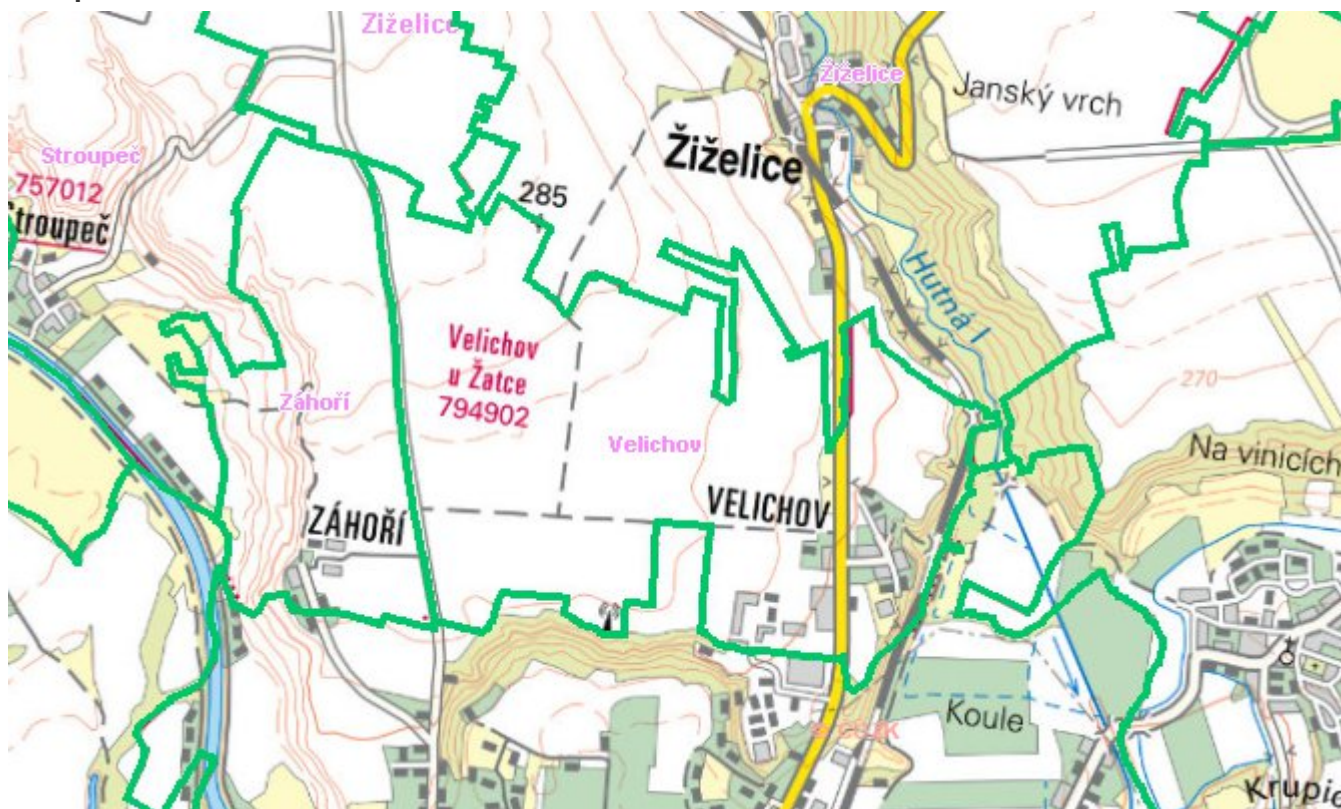 Žiželice
Žiželice
Janský vrch
Žiželice
Stroupeč
757012
Stroupeč
285
Hutná I
Velichov
u Žatce
794902
270
Záhoří
Velichov
Na vinicích
VELICHOV
ZÁHOŘÍ
Koule